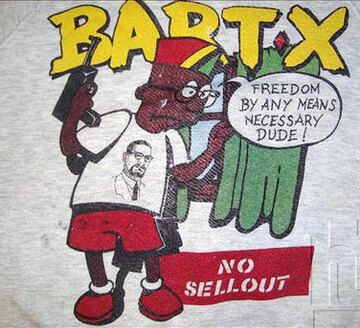 BART·X
FREEDOM
BY ANY MEANS
NECESSARY
DUDE!
NO
SELLOUT